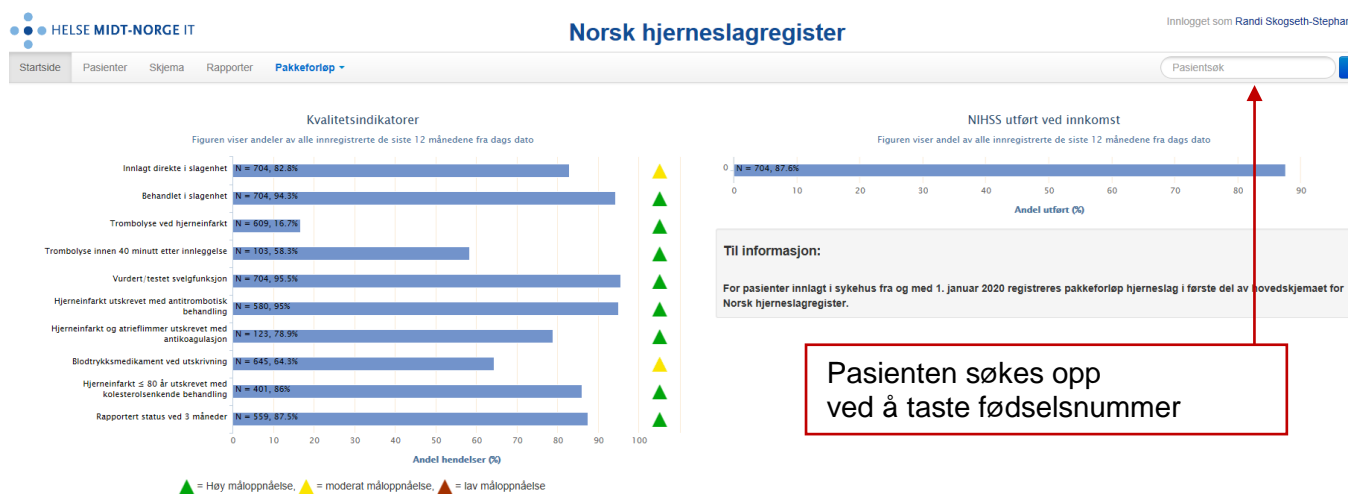 HELSE MIDT-NORGE IT
Norsk hjerneslagregister
Innlogget som Randi Skogseth-Stephan
Startside Pasienter Skjema Rapporter Pakkeforløp
Pasientsøk
Kvalitetsindikatorer
Figuren viser andeler av alle innregistrerte de siste 12 månedene fra dags dato
Innlagt direkte i slagenhet N = 704, 82.8%
Behandlet i slagenhet N = 704, 94.3%
Trombolyse ved hjerneinfarkt N = 609, 16.7%
Trombolyse innen 40 minutt etter innleggelse N = 103, 58.3%
Vurdert/testet svelgfunksjon N = 704, 95.5%
Hjerneinfarkt utskrevet med antitrombotisk
behandling N = 580, 95%
Hjerneinfarkt og atrieflimmer utskrevet med
antikoagulasjon N = 123, 78.9%
Blodtrykksmedikament ved utskrivning N = 645, 64.3%
Hjerneinfarkt ≤ 80 år utskrevet med
kolesterolsenkende behandling N = 401, 86%
Rapportert status ved 3 måneder N = 559, 87.5%
0 10 20 30 40 50 60 70 80 90 100
Andel hendelser (%)
= Høy måloppnåelse, = moderat måloppnåelse, = lav måloppnåelse
NIHSS utført ved innkomst
Figuren viser andel av alle innregistrerte de siste 12 månedene fra dags dato
0 N = 704, 87.6%
0 10 20 30 40 50 60 70 80 90
Andel utført (%)
Til informasjon:
For pasienter innlagt i sykehus fra og med 1. januar 2020 registreres pakkeforløp hjerneslag i første del av hovedskjemaet for
Norsk hjerneslagregister.
Pasienten søkes opp
ved å taste fødselsnummer